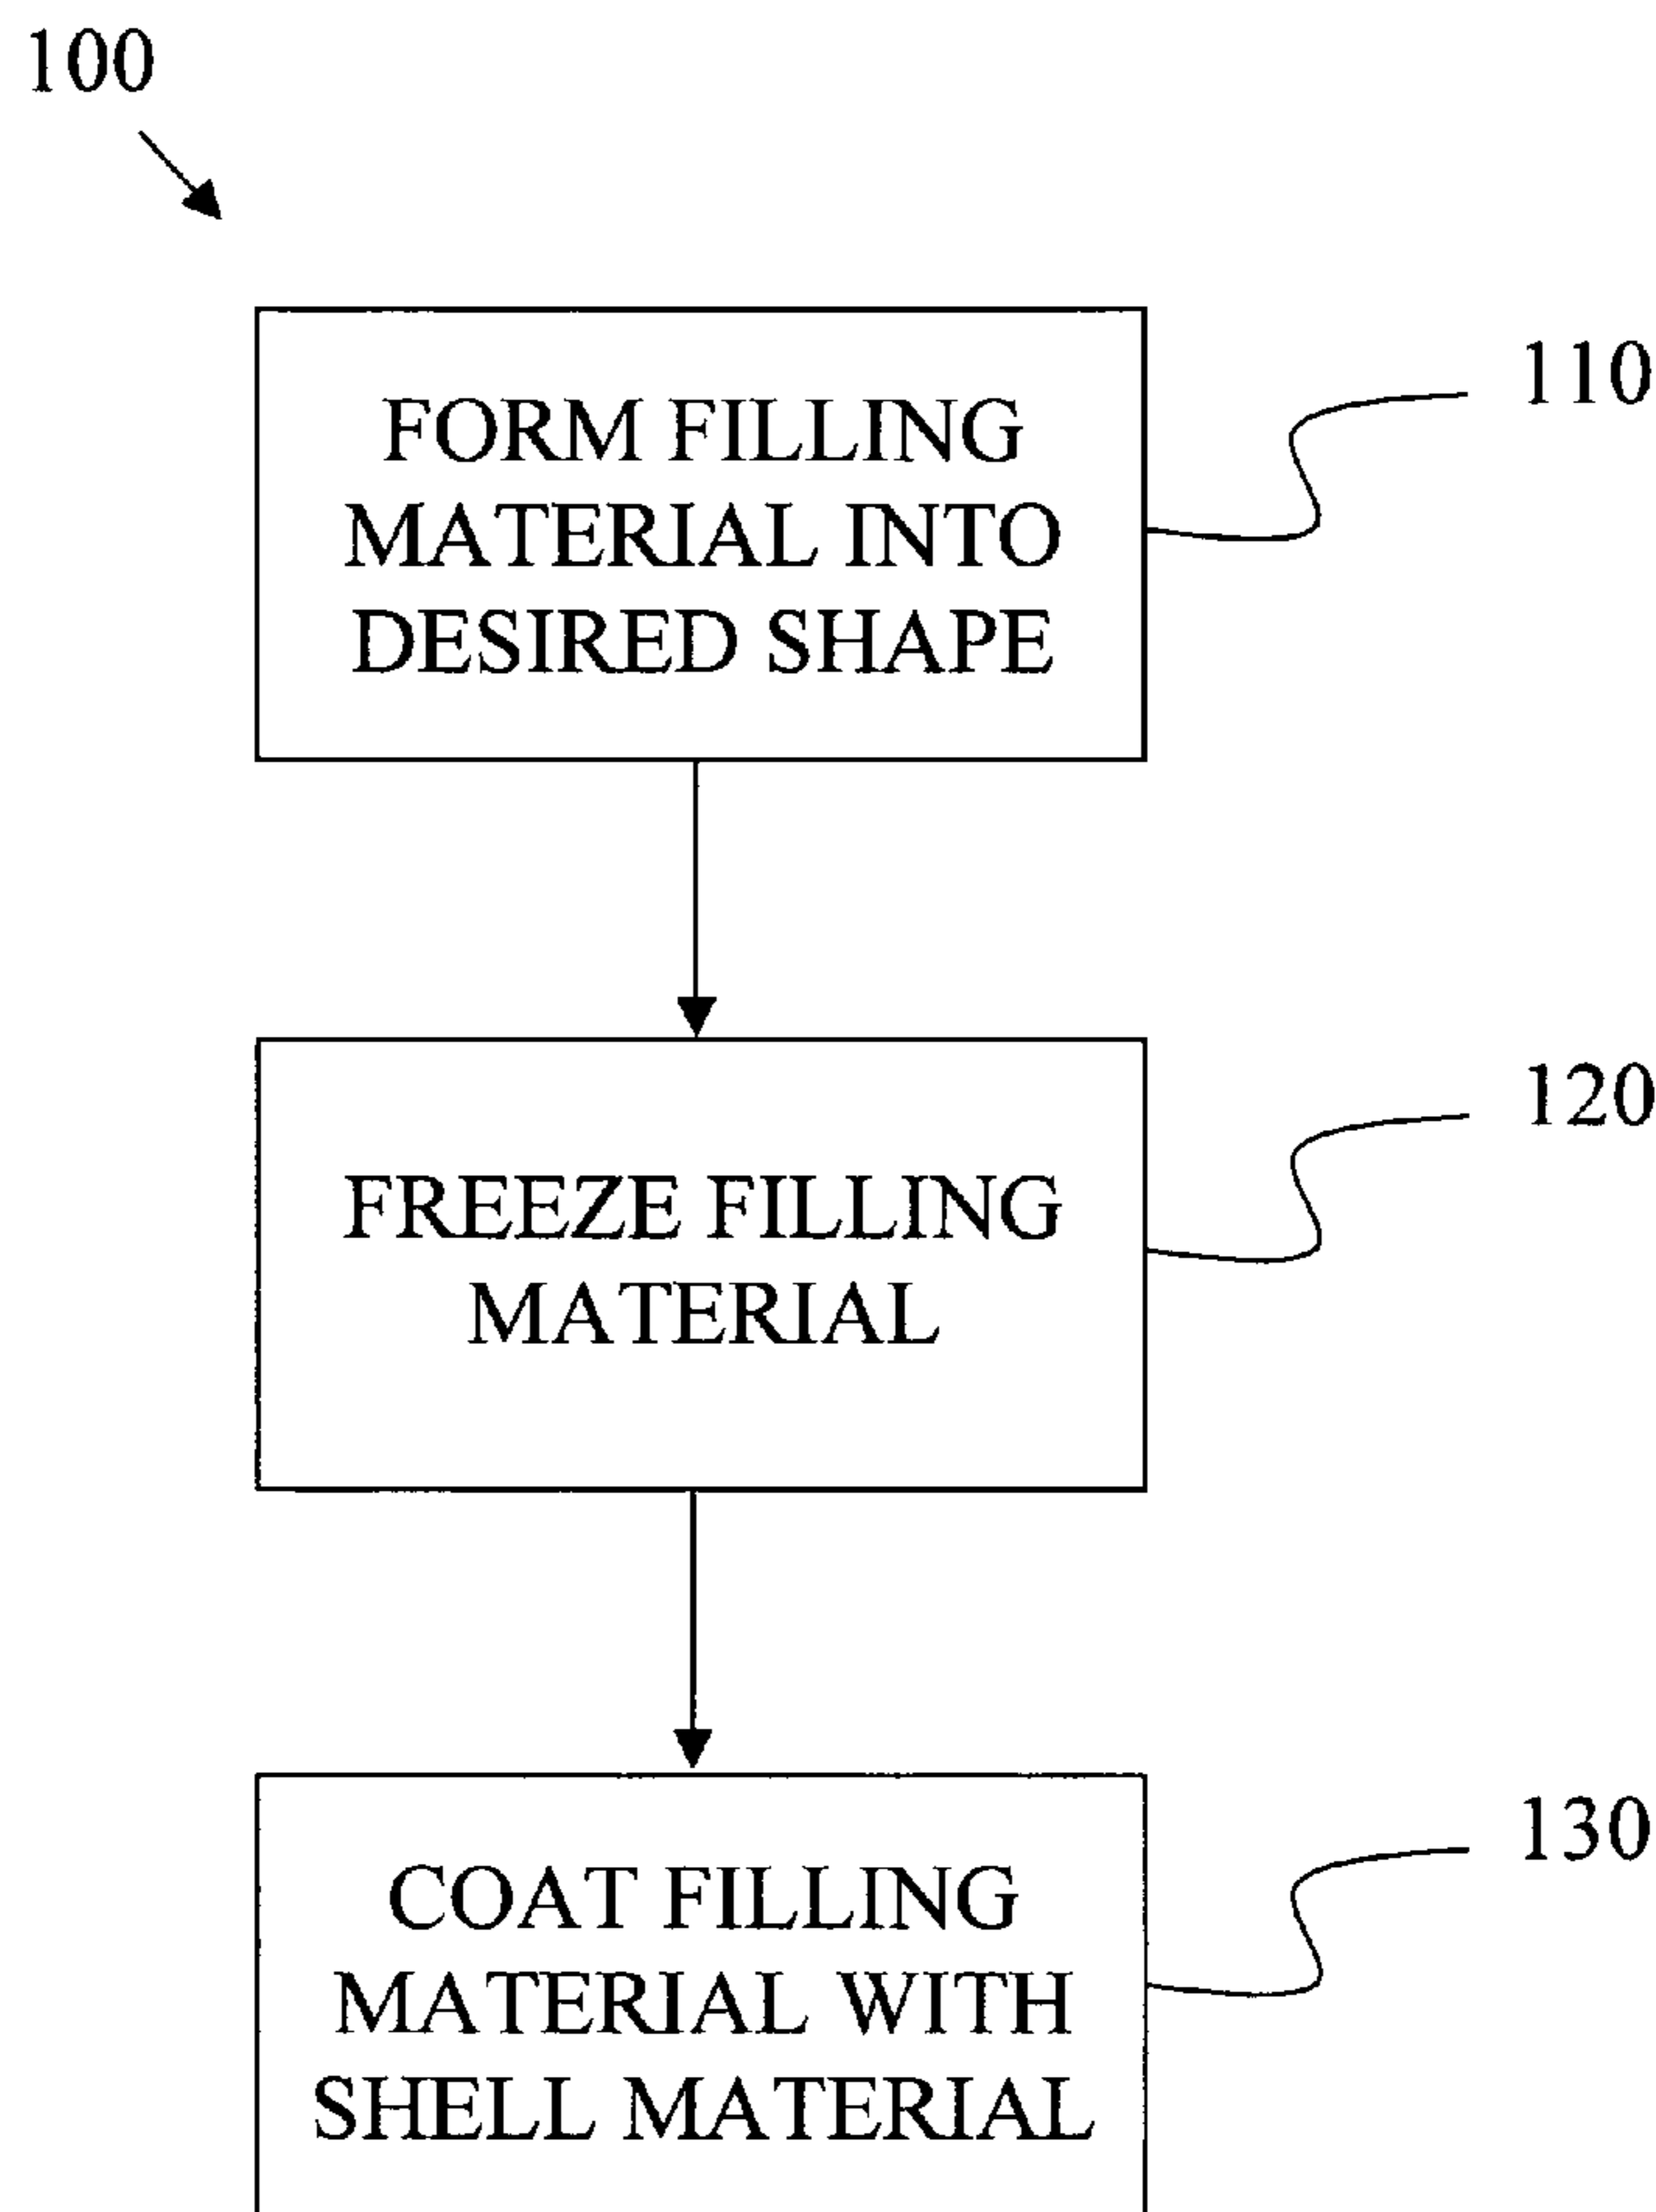 100
FORM FILLING
MATERIAL INTO
DESIRED SHAPE
110
FREEZE FILLING
MATERIAL
120
COAT FILLING
MATERIAL WITH
SHELL MATERIAL
130